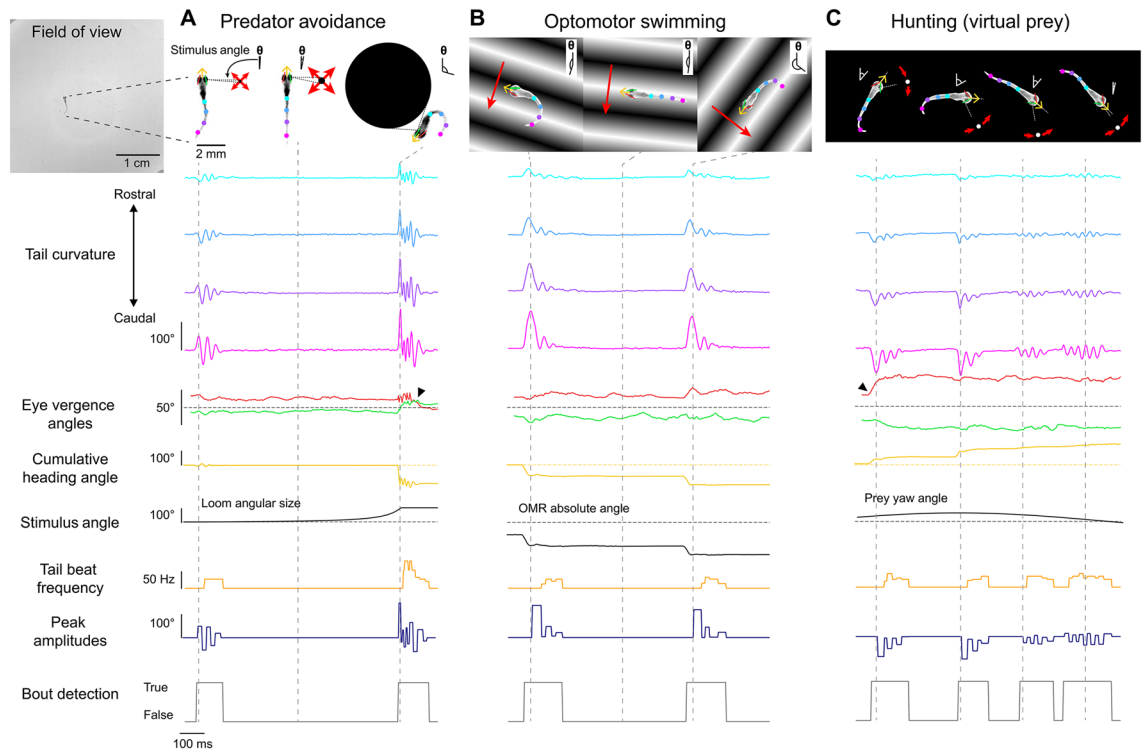 A
Predator avoidance
B
Optomotor swimming
C
Hunting (virtual prey)
Field of view
Stimulus angle
θ
θ
θ
θ
θ
θ
1 cm
2 mm
Rostral
Tail curvature
Caudal
100°
Eye vergence
angles
50°
Cumulative
heading angle
100°
Loom angular size
OMR absolute angle
Prey yaw angle
Stimulus angle
100°
Tail beat
frequency
50 Hz
Peak
amplitudes
100°
Bout detection
True
False
100 ms